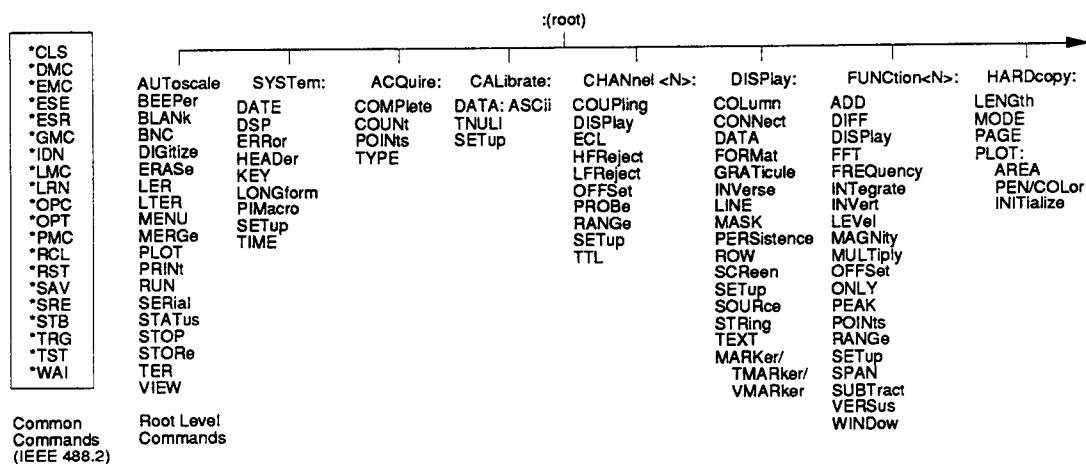 :(root)
*CLS
*DMC
*EMC
*ESE
*ESR
*GMC
*IDN
*LMC
*LRN
*OPC
*OPT
*PMC
*RCL
*RST
*SAV
*SRE
*STB
*TRG
*TST
*WAI
Common
Commands
(IEEE 488.2)
AUToscale
BEEPer
BLANk
BNC
DIGitize
ERASe
LER
LTER
MENU
MERGe
PLOT
PRINt
RUN
SERial
STATus
STOP
STORe
TER
VIEW
Root Level
Commands
SYSTem:
DATE
DSP
ERRor
HEADer
KEY
LONGform
PIMacro
SETup
TIME
ACQuire:
COMPlete
COUNt
POINts
TYPE
CALibrate:
DATA: ASCii
TNULl
SETup
CHANnel <N>:
COUPling
DISPlay
ECL
HFReject
LFReject
OFFSet
PROBe
RANGe
SETup
TTL
DISPlay:
COLumn
CONNect
DATA
FORMat
GRATicule
INVerse
LINE
MASK
PERSistence
ROW
SCReen
SETup
SOURce
STRing
TEXT
MARKer/
TMARker/
VMARker
FUNCtion<N>:
ADD
DIFF
DISPlay
FFT
FREQuency
INTegrate
INVert
LEVel
MAGNity
MULTiply
OFFSet
ONLY
PEAK
POINts
RANGe
SETup
SPAN
SUBTract
VERSus
WINDow
HARDcopy:
LENGth
MODE
PAGE
PLOT:
AREA
PEN/COLor
INITialize